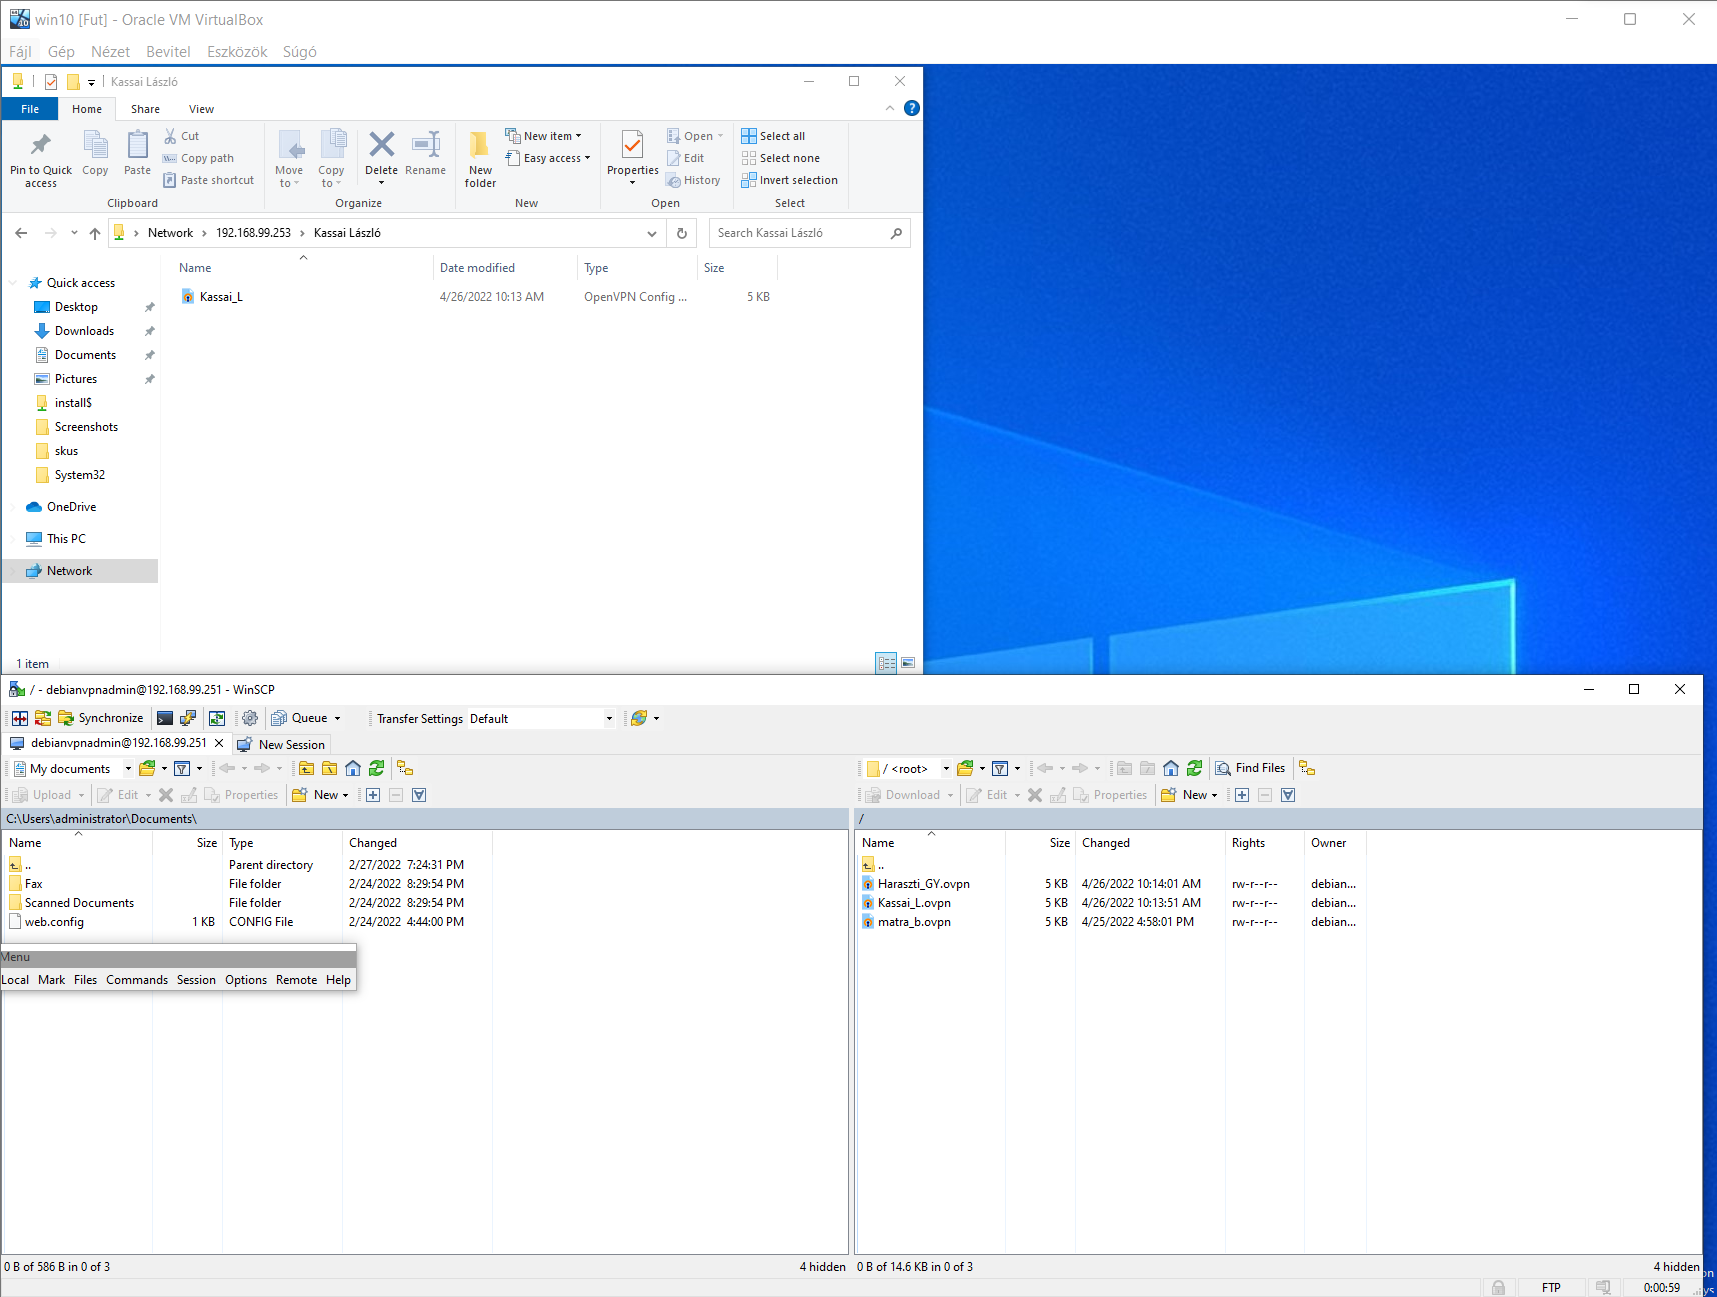 win10 [Fut] - Oracle VM VirtualBox
Fájl Gép Nézet Bevitel Eszközök Súgó
Kassai László
File Home Share View
Pin to Quick access
Copy
Paste
Cut
Copy path
Paste shortcut
Clipboard
Move to
Copy to
Delete
Rename
Organize
New folder
New item
Easy access
New
Properties
Open
Edit
History
Open
Select all
Select none
Invert selection
Select
Network > 192.168.99.253 > Kassai László
Search Kassai László
Name Date modified Type Size
Kassai_L 4/26/2022 10:13 AM OpenVPN Config ... 5 KB
Quick access
Desktop
Downloads
Documents
Pictures
install$
Screenshots
skus
System32
OneDrive
This PC
Network
1 item
/ - debianvpnadmin@192.168.99.251 - WinSCP
Synchronize Queue Transfer Settings Default
debianvpnadmin@192.168.99.251 New Session
My documents
Upload Edit Properties New
C:\Users\administrator\Documents\
Name Size Type Changed
.. Parent directory 2/27/2022 7:24:31 PM
Fax File folder 2/24/2022 8:29:54 PM
Scanned Documents File folder 2/24/2022 8:29:54 PM
web.config 1 KB CONFIG File 2/24/2022 4:44:00 PM
Menu
Local Mark Files Commands Session Options Remote Help
0 B of 586 B in 0 of 3 4 hidden
/ <root> Find Files
Download Edit Properties New
/
Name Size Changed Rights Owner
..
Haraszti_GY.ovpn 5 KB 4/26/2022 10:14:01 AM rw-r--r-- debian...
Kassai_L.ovpn 5 KB 4/26/2022 10:13:51 AM rw-r--r-- debian...
matra_b.ovpn 5 KB 4/25/2022 4:58:01 PM rw-r--r-- debian...
0 B of 14.6 KB in 0 of 3 4 hidden
FTP 0:00:59